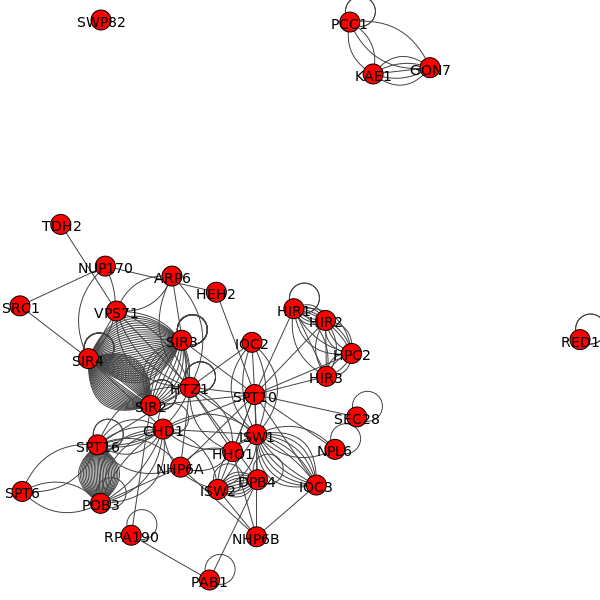 SWP82
PCC1
KAE1
GON7
TDH2
NUP170
ARP6
HEH2
SRO1
VPS71
HIR1
HIR2
SIR3
IOC2
RED1
SIR4
HPC2
HIR3
HTZ1
SPT10
SIR2
SEC28
CHD1
ISW1
SPT16
HHO1
NPL6
NHP6A
ISW2
DPB4
IOC3
SPT6
POB3
RPA190
NHP6B
PAB1